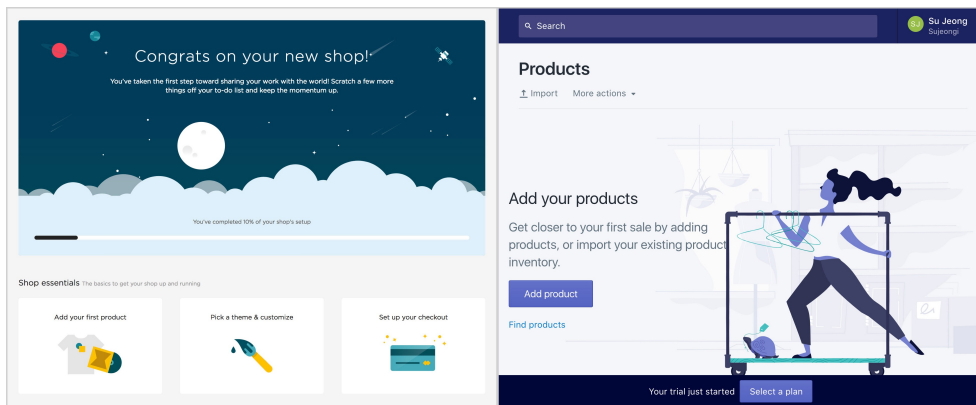 Congrats on your new shop!
You've taken the first step toward sharing your work with the world! Scratch a few more
things off your to-do list and keep the momentum up.
You've completed 10% of your shop's setup
Shop essentials The basics to get your shop up and running
Add your first product
Pick a theme & customize
Set up your checkout
Search
SJ
Su Jeong
Sujeongi
Products
Import More actions
Add your products
Get closer to your first sale by adding
products, or import your existing product
inventory.
Add product
Find products
Your trial just started Select a plan